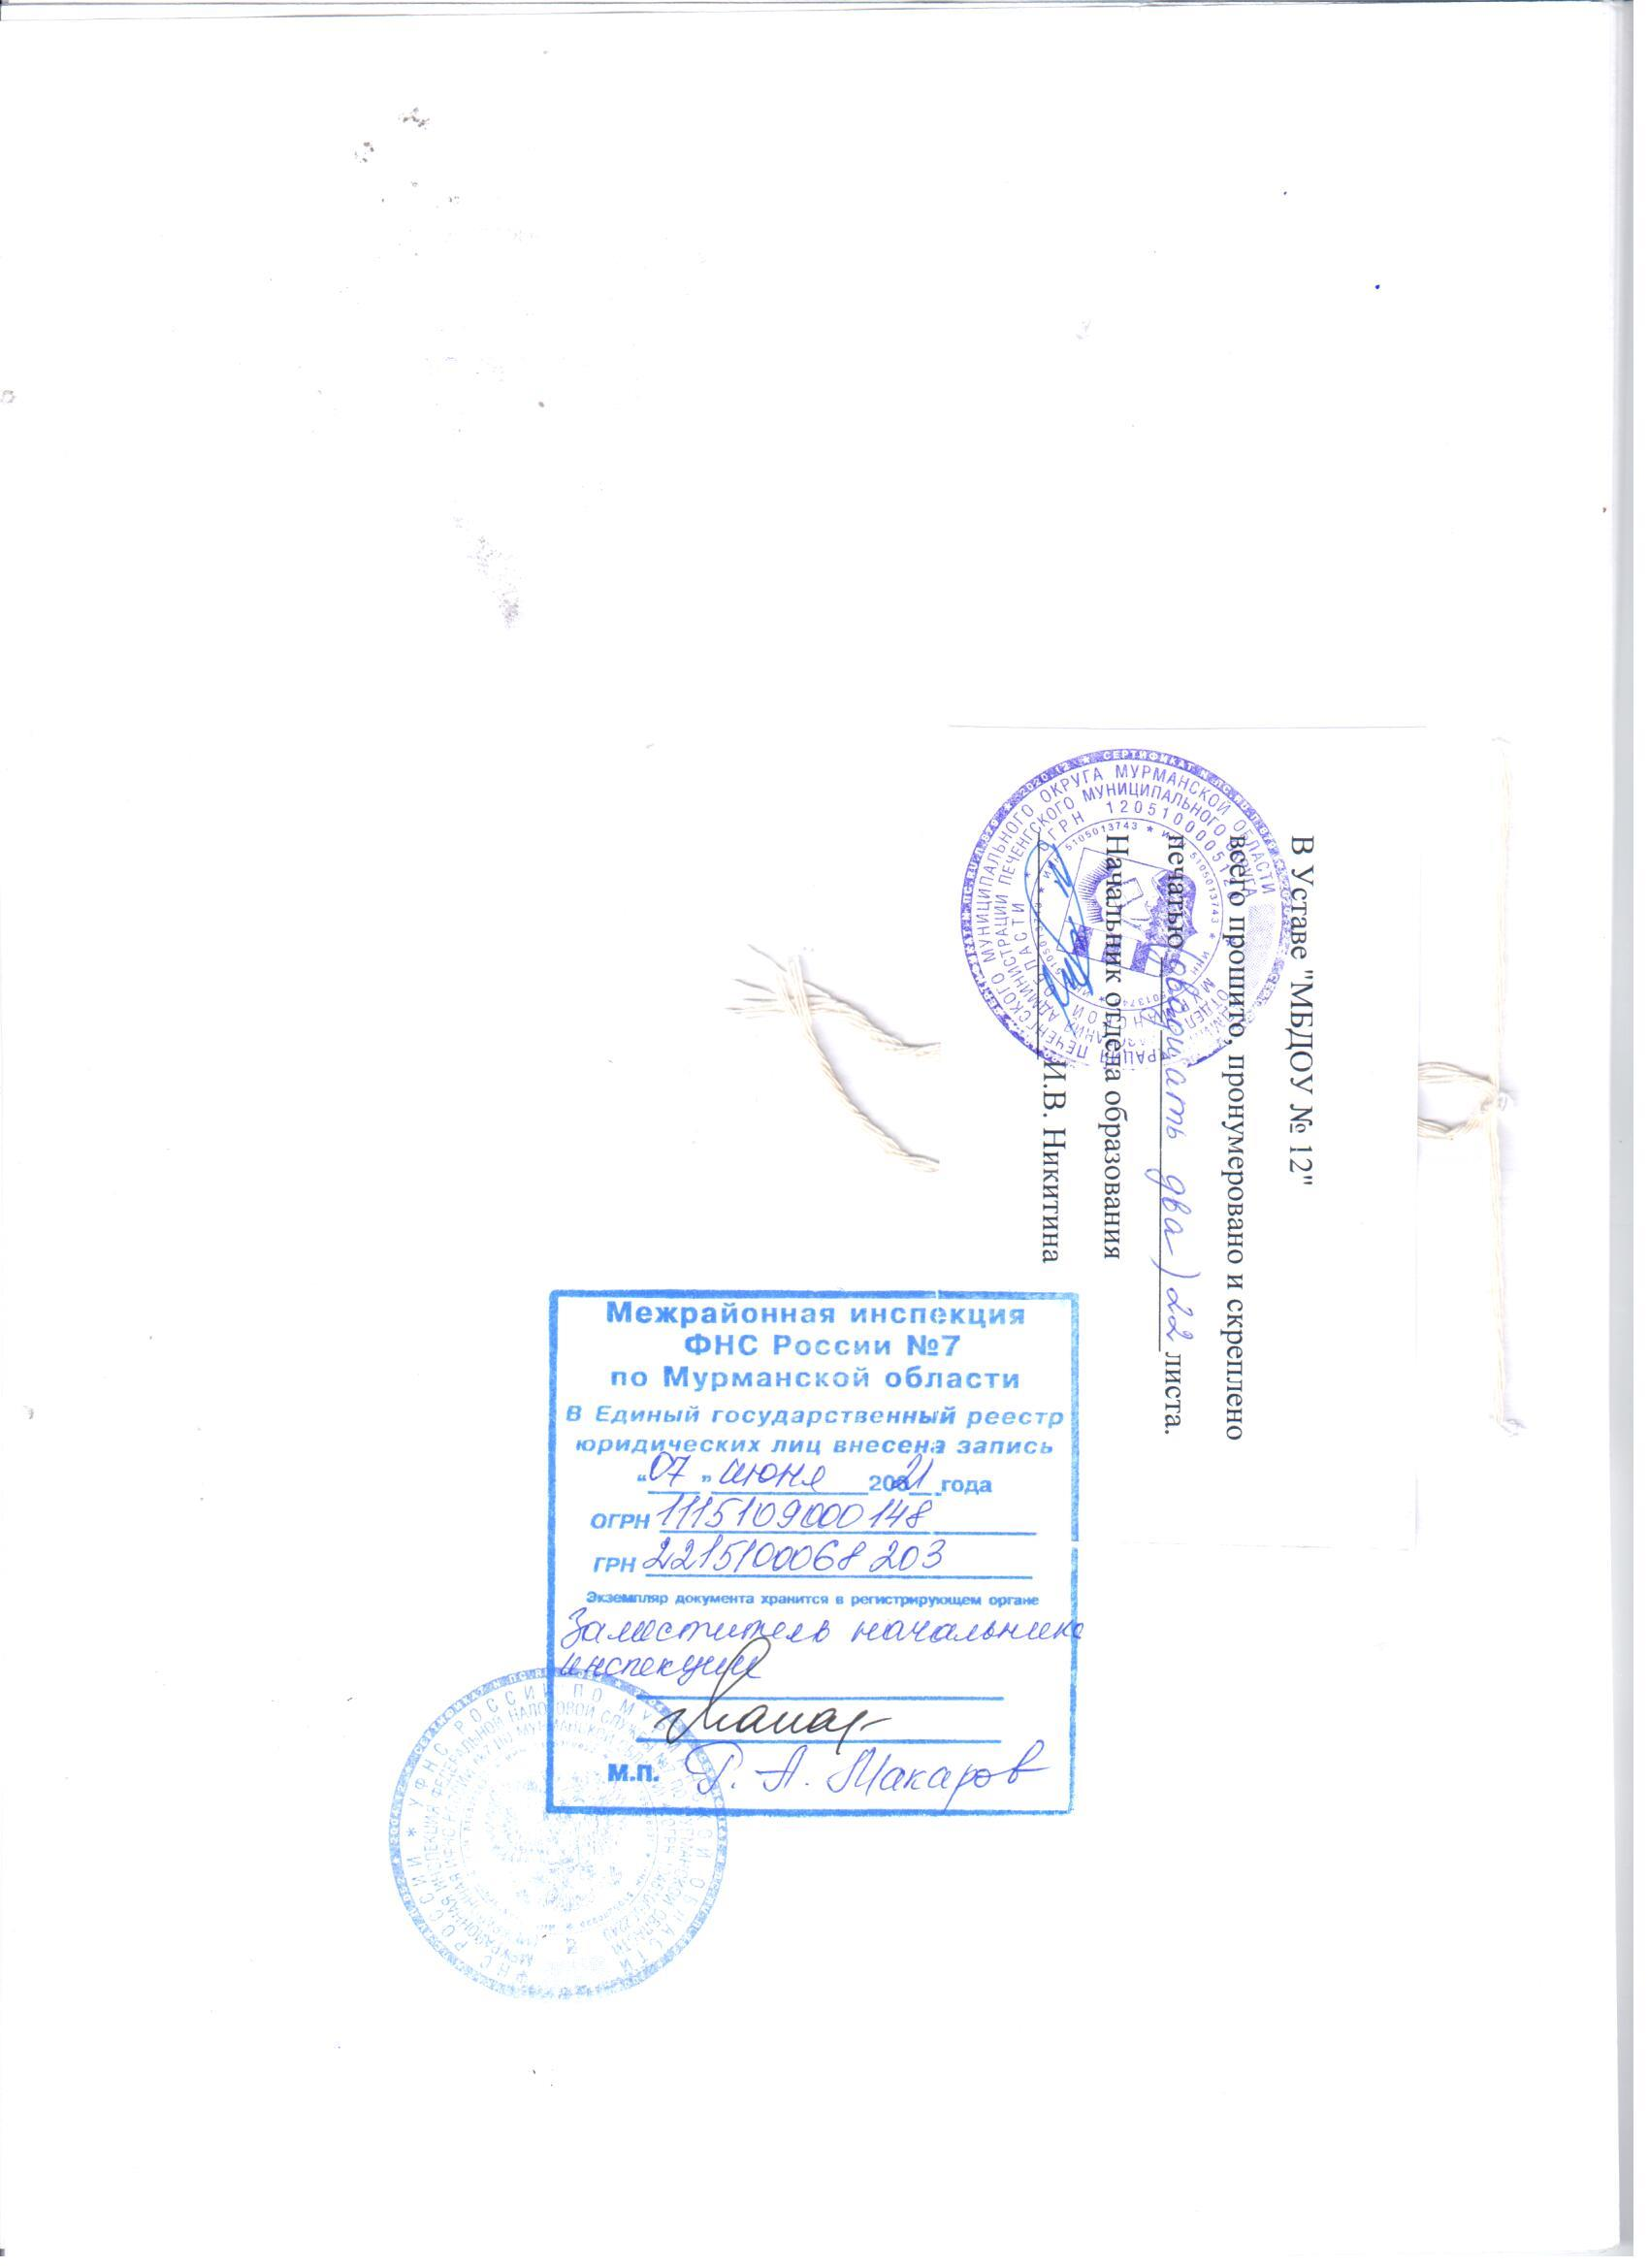 В Уставе "МБДОУ № 12"
всего прошито, пронумеровано и скреплено
печатью (двадцать два) 22 листа.
Начальник отдела образования
И.В. Никитина
Межрайонная инспекция
ФНС России №7
по Мурманской области
В Единый государственный реестр
юридических лиц внесена запись
"07" июня 2021 года
ОГРН 1115109000148
ГРН 2215100068203
Экземпляр документа хранится в регистрирующем органе
Заместитель начальника
инспекции
М.П. Р. А. Макаров